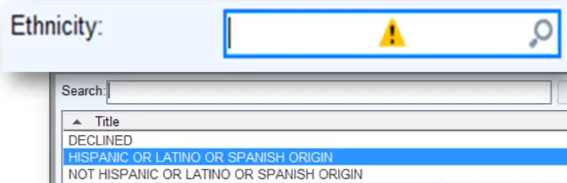 Ethnicity:
Search:
Title
DECLINED
HISPANIC OR LATINO OR SPANISH ORIGIN
NOT HISPANIC OR LATINO OR SPANISH ORIGIN